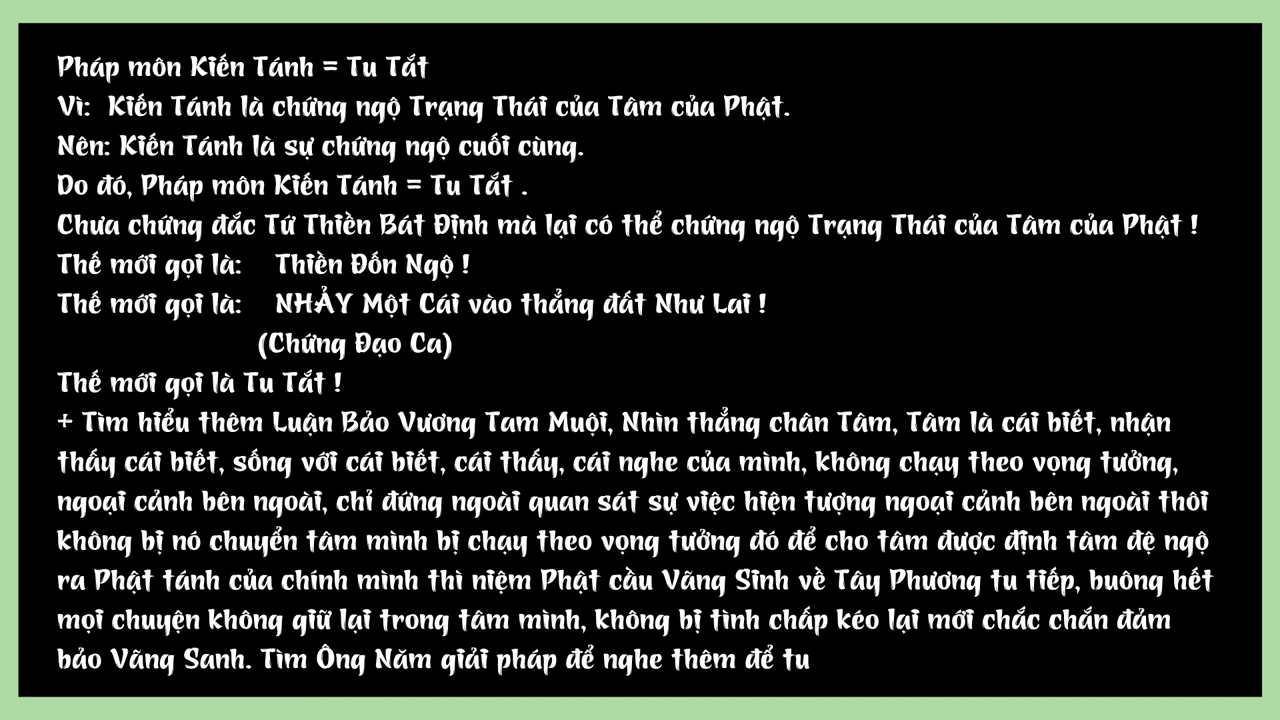 Pháp môn Kiến Tánh = Tu Tắt
Vì: Kiến Tánh là chứng ngộ Trạng Thái của Tâm của Phật.
Nên: Kiến Tánh là sự chứng ngộ cuối cùng.
Do đó, Pháp môn Kiến Tánh = Tu Tắt .
Chưa chứng đắc Tứ Thiền Bát Định mà lại có thể chứng ngộ Trạng Thái của Tâm của Phật !
Thế mới gọi là: Thiền Đốn Ngộ !
Thế mới gọi là: NHẢY Một Cái vào thẳng đất Như Lai !
(Chứng Đạo Ca)
Thế mới gọi là Tu Tắt !
+ Tìm hiểu thêm Luận Bảo Vương Tam Muội, Nhìn thẳng chân Tâm, Tâm là cái biết, nhận
thấy cái biết, sống với cái biết, cái thấy, cái nghe của mình, không chạy theo vọng tưởng,
ngoại cảnh bên ngoài, chỉ đứng ngoài quan sát sự việc hiện tượng ngoại cảnh bên ngoài thôi
không bị nó chuyển tâm mình bị chạy theo vọng tưởng đó để cho tâm được định tâm đệ ngộ
ra Phật tánh của chính mình thì niệm Phật cầu Vãng Sinh về Tây Phương tu tiếp, buông hết
mọi chuyện không giữ lại trong tâm mình, không bị tình chấp kéo lại mới chắc chắn đảm
bảo Vãng Sanh. Tìm Ông Năm giải pháp để nghe thêm để tu